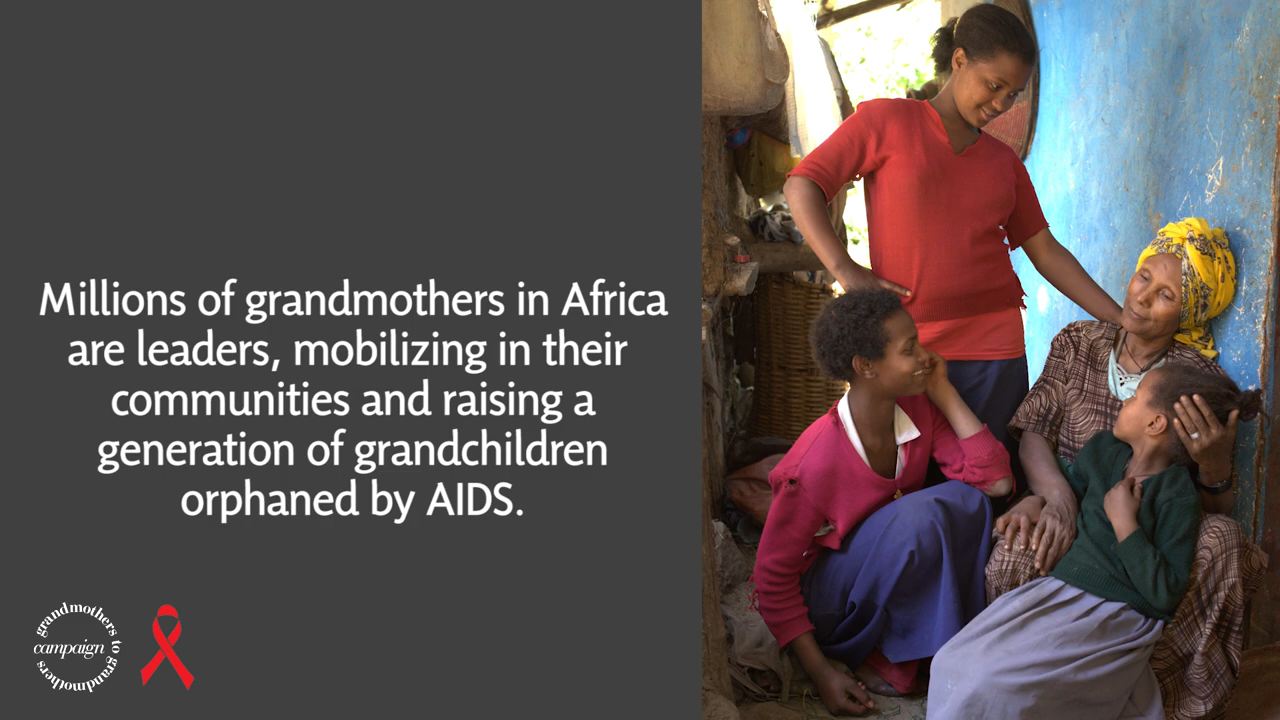 Millions of grandmothers in Africa
are leaders, mobilizing in their
communities and raising a
generation of grandchildren
orphaned by AIDS.
grandmothers to grandmothers
campaign